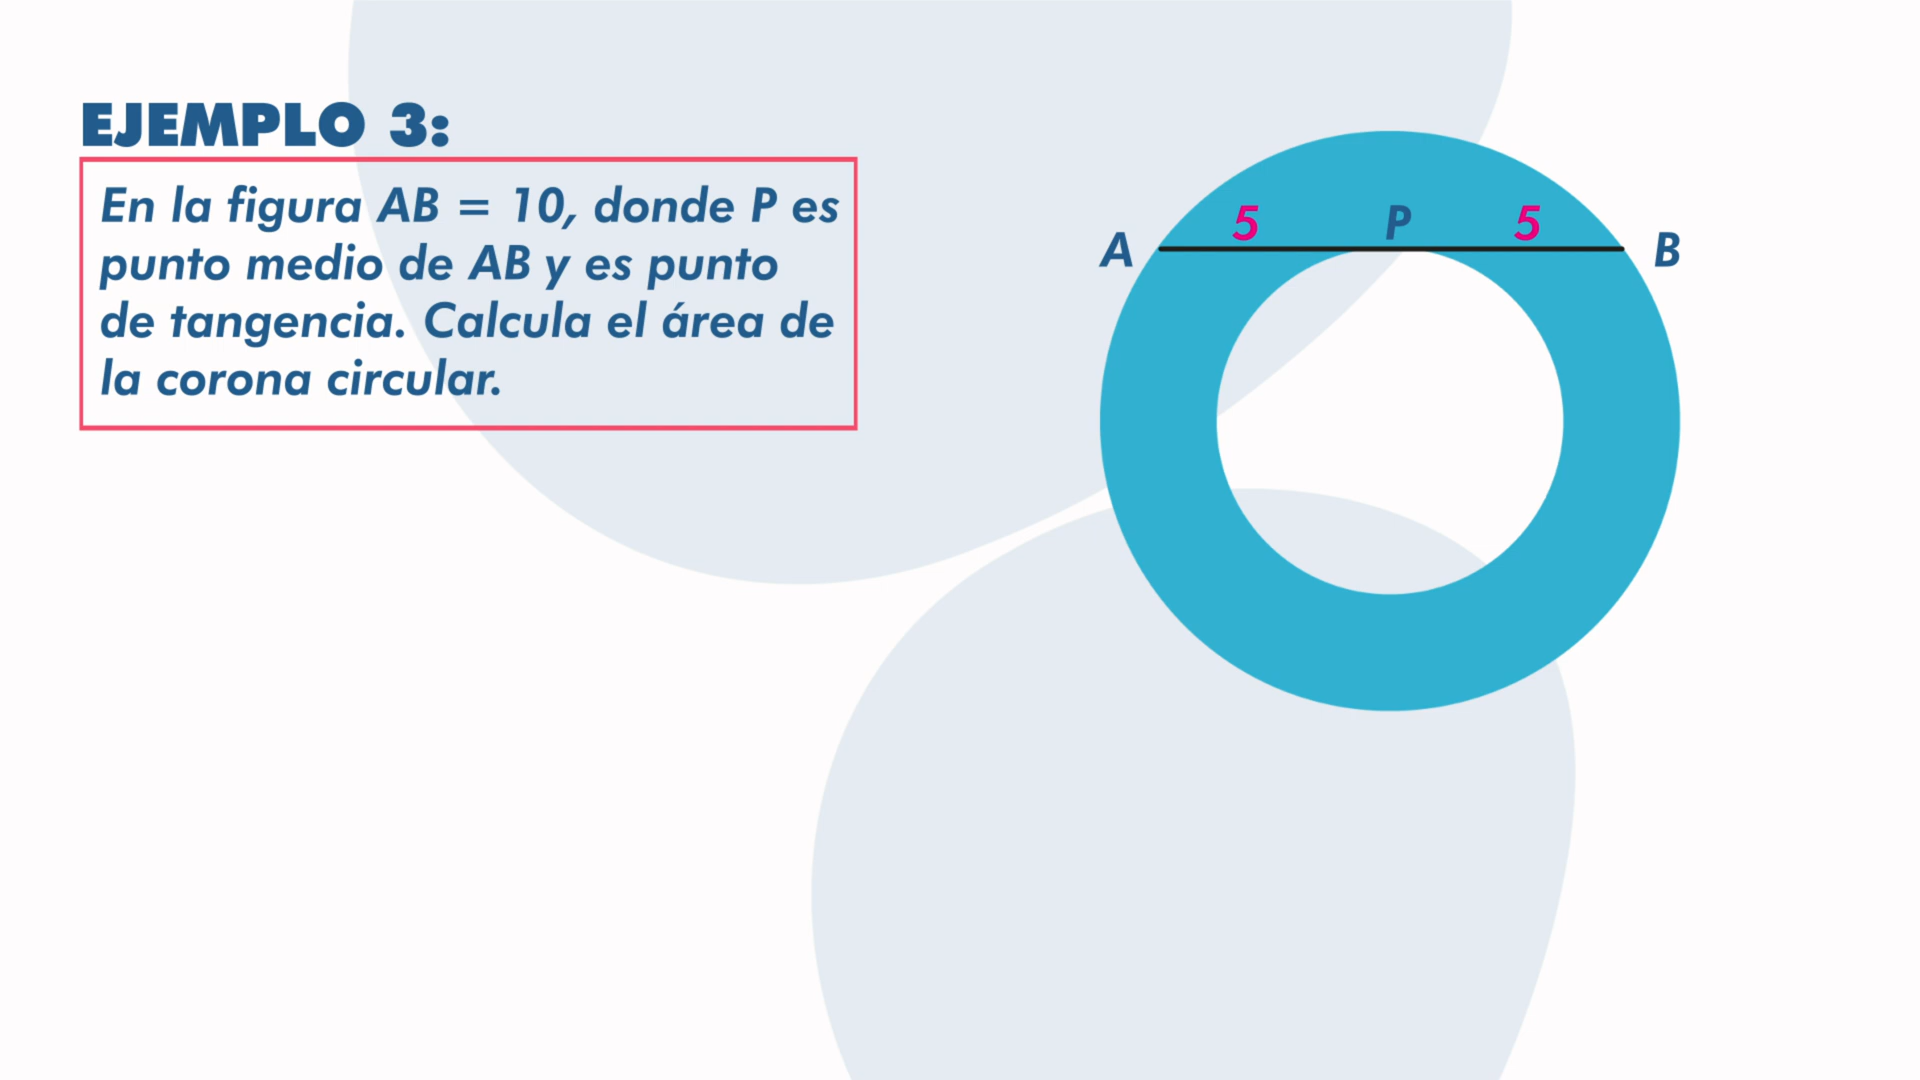 EJEMPLO 3:
En la figura AB = 10, donde P es
punto medio de AB y es punto
de tangencia. Calcula el área de
la corona circular.
5 P 5
A B